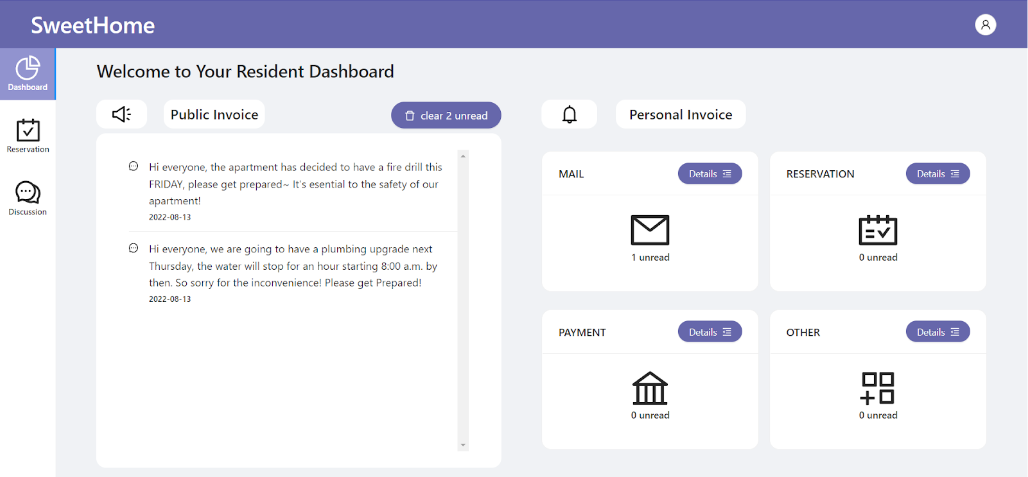 SweetHome
Dashboard
Reservation
Discussion
Welcome to Your Resident Dashboard
Public Invoice
clear 2 unread
Hi everyone, the apartment has decided to have a fire drill this
FRIDAY, please get prepared~ It's esential to the safety of our
apartment!
2022-08-13
Hi everyone, we are going to have a plumbing upgrade next
Thursday, the water will stop for an hour starting 8:00 a.m. by
then. So sorry for the inconvenience! Please get Prepared!
2022-08-13
Personal Invoice
MAIL
Details
1 unread
RESERVATION
Details
0 unread
PAYMENT
Details
0 unread
OTHER
Details
0 unread